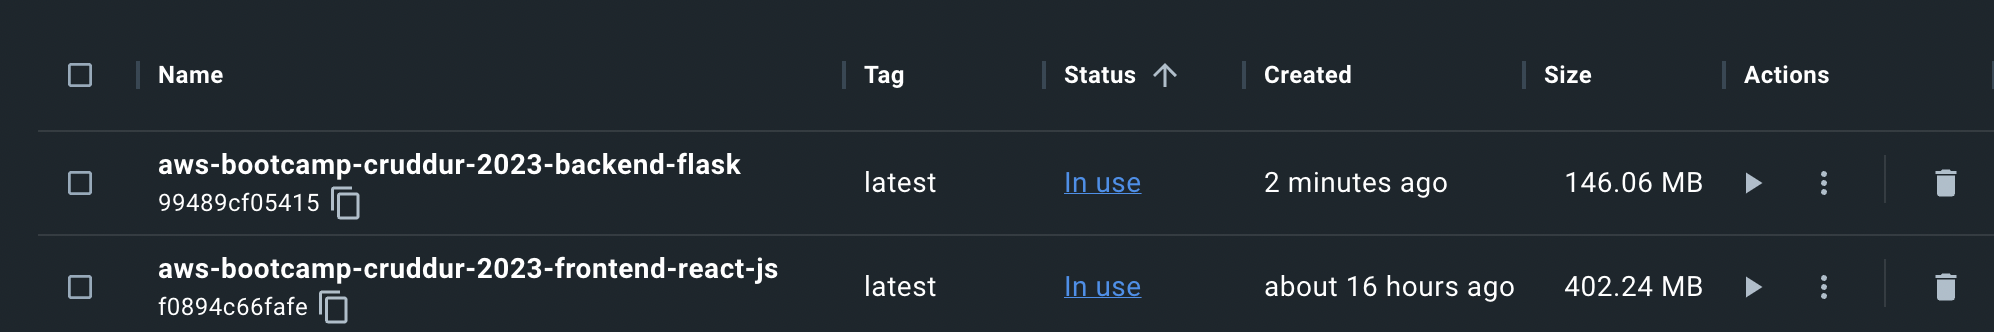 Name Tag Status Created Size Actions
aws-bootcamp-cruddur-2023-backend-flask
99489cf05415
latest In use 2 minutes ago 146.06 MB
aws-bootcamp-cruddur-2023-frontend-react-js
f0894c66fafe
latest In use about 16 hours ago 402.24 MB